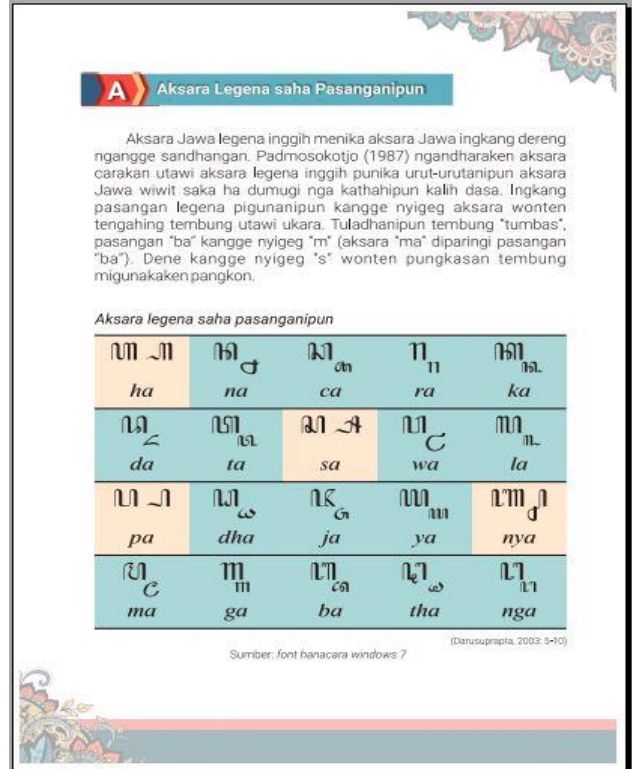 A Aksara Legena saha Pasanganipun
Aksara Jawa legena inggih menika aksara Jawa ingkang dereng
ngangge sandhangan. Padmosokotjo (1987) ngandharaken aksara
carakan utawi aksara legena inggih punika urut-urutanipun aksara
Jawa wiwit saka ha dumugi nga kathahipun kalih dasa. Ingkang
pasangan legena pigunanipun kangge nyigeg aksara wonten
tengahing tembung utawi ukara. Tuladhanipun tembung "tumbas",
pasangan "ba" kangge nyigeg "m" (aksara "ma" diparingi pasangan
"ba"). Dene kangge nyigeg "s" wonten pungkasan tembung
migunakaken pangkon.
Aksara legena saha pasanganipun
ꦲ ꧀ꦲ ꦤ ꧀ꦤ ꦕ ꧀ꦕ ꦫ ꧀ꦫ ꦏ ꧀ꦏ
ha na ca ra ka
ꦢ ꧀ꦢ ꦠ ꧀ꦠ ꦱ ꧀ꦱ ꦮ ꧀ꦮ ꦭ ꧀ꦭ
da ta sa wa la
ꦥ ꧀ꦥ ꦝ ꧀ꦝ ꦗ ꧀ꦗ ꦪ ꧀ꦪ ꦚ ꧀ꦚ
pa dha ja ya nya
ꦩ ꧀ꦩ ꦒ ꧀ꦒ ꦧ ꧀ꦧ ꦛ ꧀ꦛ ꦔ ꧀ꦔ
ma ga ba tha nga
(Darusuprapta, 2003: 5-10)
Sumber: font hanacara windows 7